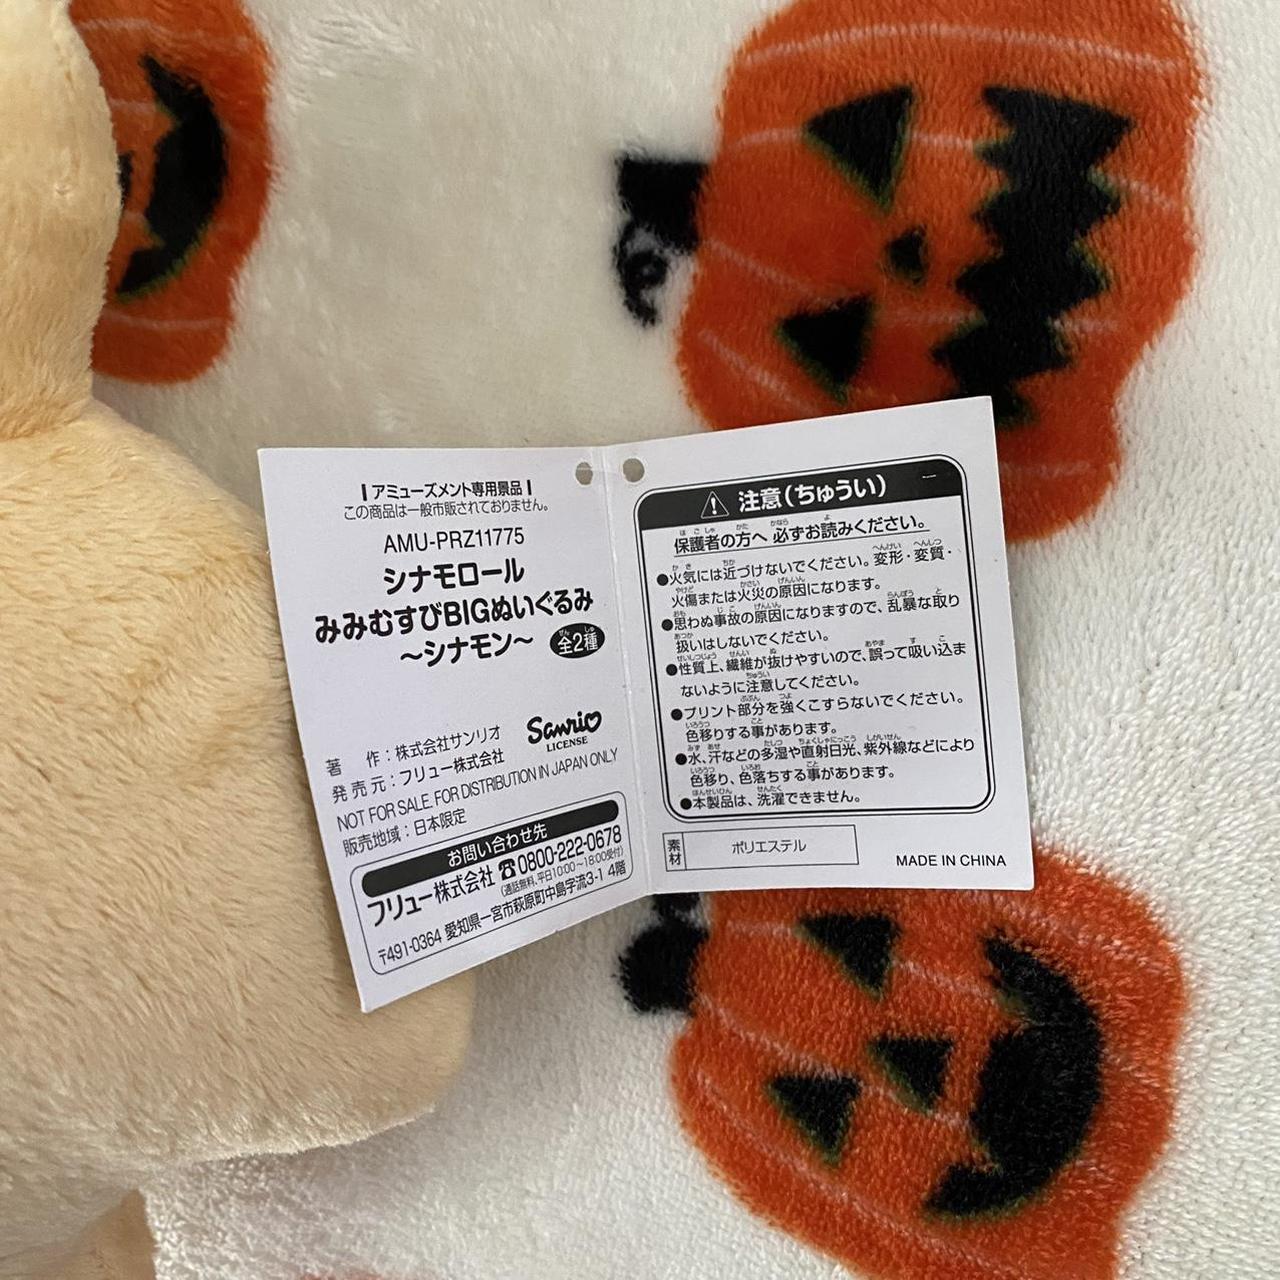 アミューズメント専用景品
この商品は一般市販されておりません。
AMU-PRZ11775
シナモロール
みみむすびBIGぬいぐるみ
~シナモン~ 全2種
著 作:株式会社サンリオ
発 売 元:フリュー株式会社
Sanrio
LICENSE
NOT FOR SALE. FOR DISTRIBUTION IN JAPAN ONLY
販売地域:日本限定
お問い合わせ先
フリュー株式会社 ☎0800-222-0678
(通話無料、平日10:00~18:00受付)
〒491-0364 愛知県一宮市萩原町中島字流3-1 4階
注意(ちゅうい)
保護者の方へ 必ずお読みください。
●火気には近づけないでください。変形・変質・
火傷または火災の原因になります。
●思わぬ事故の原因になりますので、乱暴な取り
扱いはしないでください。
●性質上、繊維が抜けやすいので、誤って吸い込ま
ないように注意してください。
●プリント部分を強くこすらないでください。
色移りする事があります。
●水、汗などの多湿や直射日光、紫外線などにより
色移り、色落ちする事があります。
●本製品は、洗濯できません。
素材 ポリエステル
MADE IN CHINA